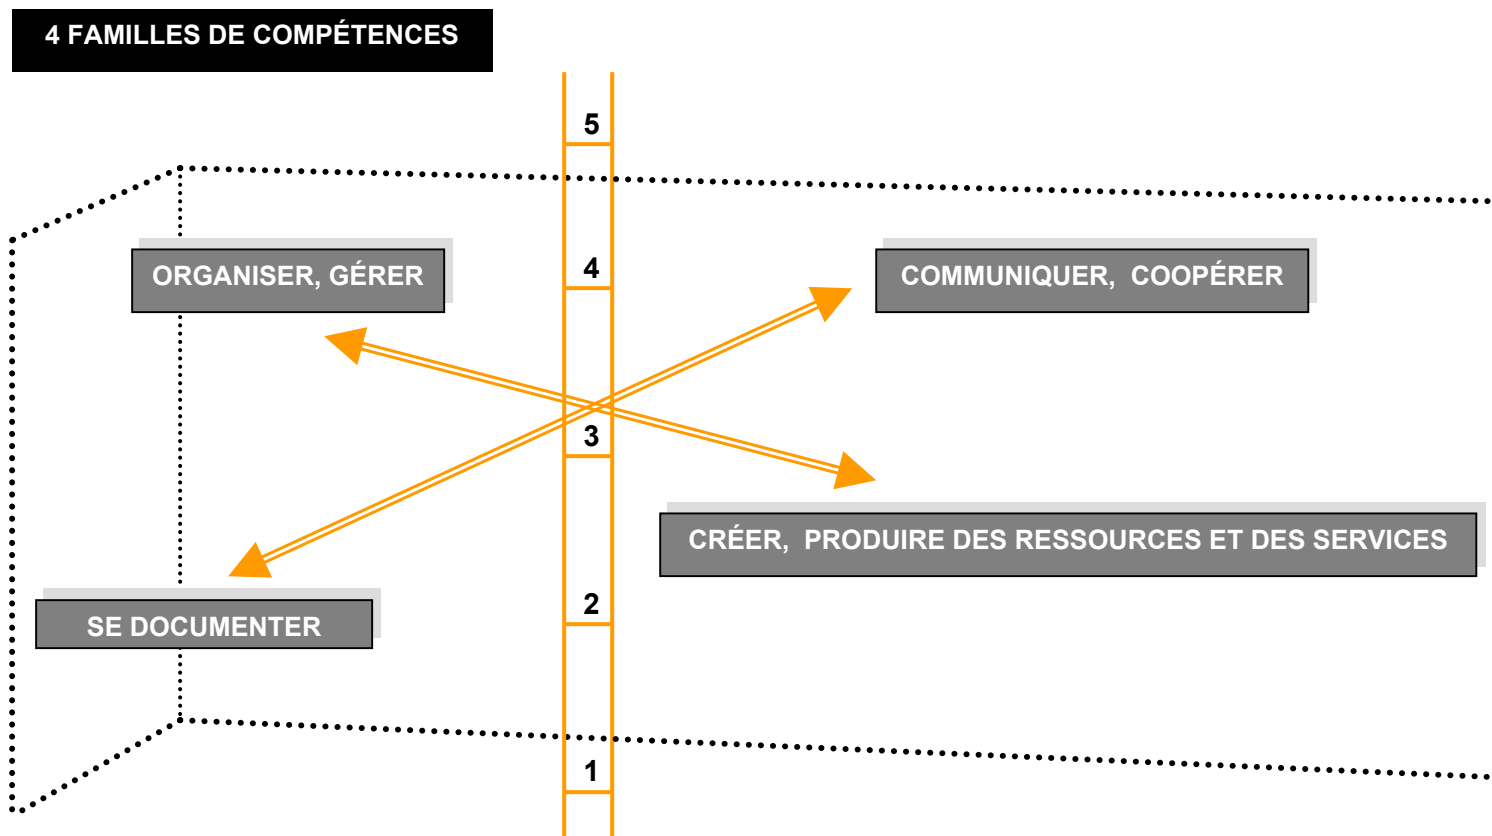 4 FAMILLES DE COMPÉTENCES
5
ORGANISER, GÉRER
4
COMMUNIQUER, COOPÉRER
3
CRÉER, PRODUIRE DES RESSOURCES ET DES SERVICES
2
SE DOCUMENTER
1